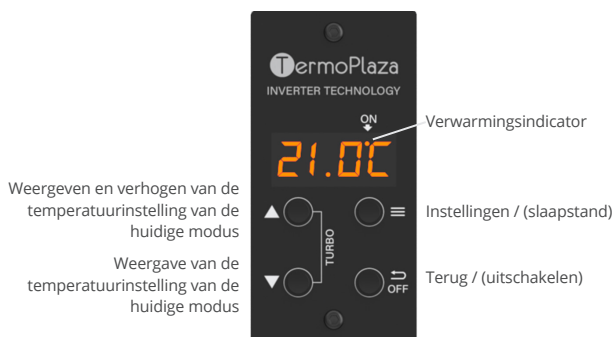 TermoPlaza
INVERTER TECHNOLOGY
ON
21.0°C
Verwarmingsindicator
Weergeven en verhogen van de
temperatuurinstelling van de
huidige modus
Instellingen / (slaapstand)
TURBO
Weergave van de
temperatuurinstelling van de
huidige modus
OFF
Terug / (uitschakelen)